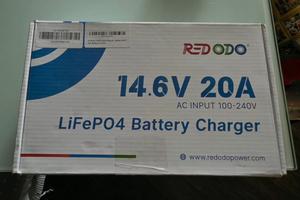 REDODO
14.6V 20A
AC INPUT 100-240V
LiFePO4 Battery Charger
www.redodopower.com